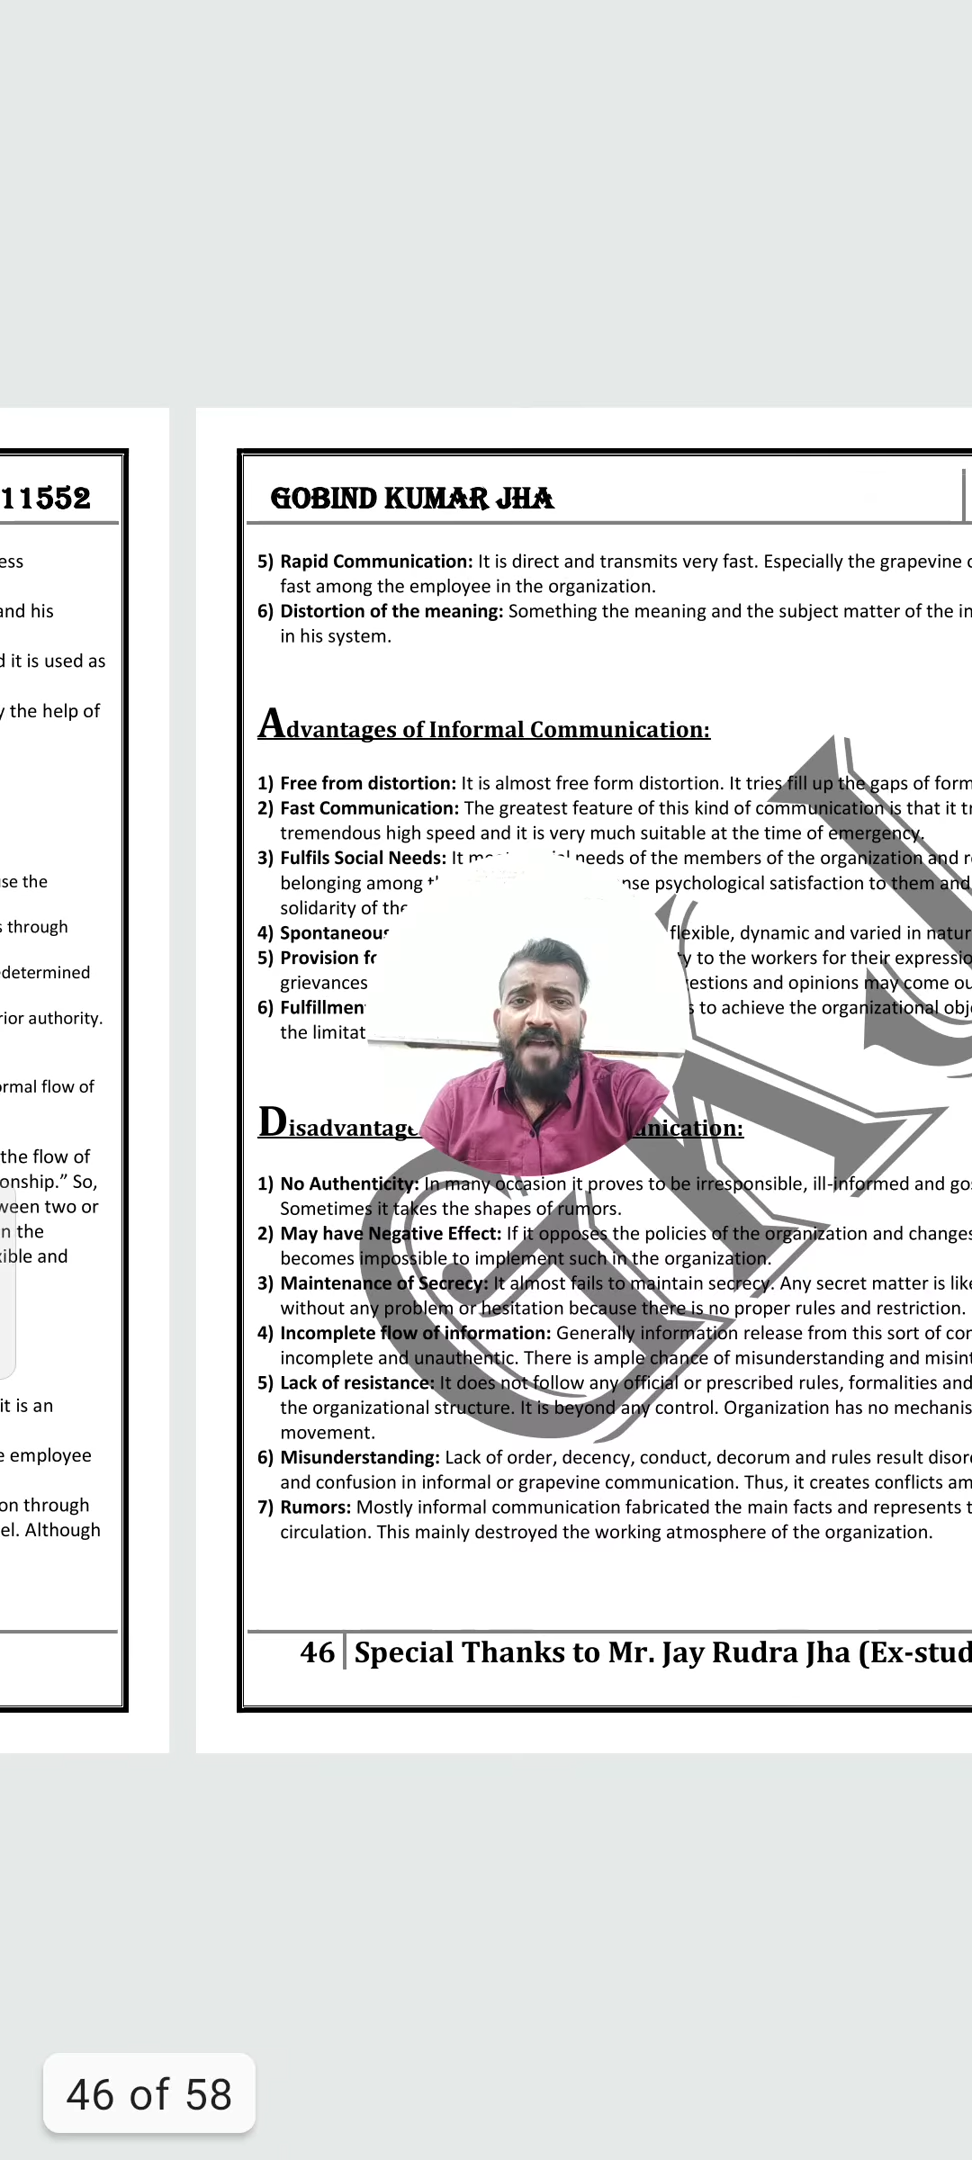 11552
ess
and his
d it is used as
y the help of
use the
s through
determined
rior authority.
ormal flow of
the flow of
onship.” So,
ween two or
n the
xible and
it is an
e employee
on through
el. Although
GOBIND KUMAR JHA
5) Rapid Communication: It is direct and transmits very fast. Especially the grapevine
fast among the employee in the organization.
6) Distortion of the meaning: Something the meaning and the subject matter of the in
in his system.
Advantages of Informal Communication:
1) Free from distortion: It is almost free form distortion. It tries fill up the gaps of form
2) Fast Communication: The greatest feature of this kind of communication is that it tr
tremendous high speed and it is very much suitable at the time of emergency.
3) Fulfils Social Needs: It needs of the members of the organization and r
belonging among nse psychological satisfaction to them and
solidarity of the
4) Spontaneous flexible, dynamic and varied in natur
5) Provision fo y to the workers for their expressio
grievances estions and opinions may come ou
6) Fulfillmen s to achieve the organizational obj
the limitat
Disadvantage unication:
1) No Authenticity: In many occasion it proves to be irresponsible, ill-informed and go
Sometimes it takes the shapes of rumors.
2) May have Negative Effect: If it opposes the policies of the organization and changes
becomes impossible to implement such in the organization.
3) Maintenance of Secrecy: It almost fails to maintain secrecy. Any secret matter is like
without any problem or hesitation because there is no proper rules and restriction.
4) Incomplete flow of information: Generally information release from this sort of con
incomplete and unauthentic. There is ample chance of misunderstanding and misint
5) Lack of resistance: It does not follow any official or prescribed rules, formalities and
the organizational structure. It is beyond any control. Organization has no mechanis
movement.
6) Misunderstanding: Lack of order, decency, conduct, decorum and rules result disor
and confusion in informal or grapevine communication. Thus, it creates conflicts am
7) Rumors: Mostly informal communication fabricated the main facts and represents t
circulation. This mainly destroyed the working atmosphere of the organization.
46 Special Thanks to Mr. Jay Rudra Jha (Ex-stud
46 of 58